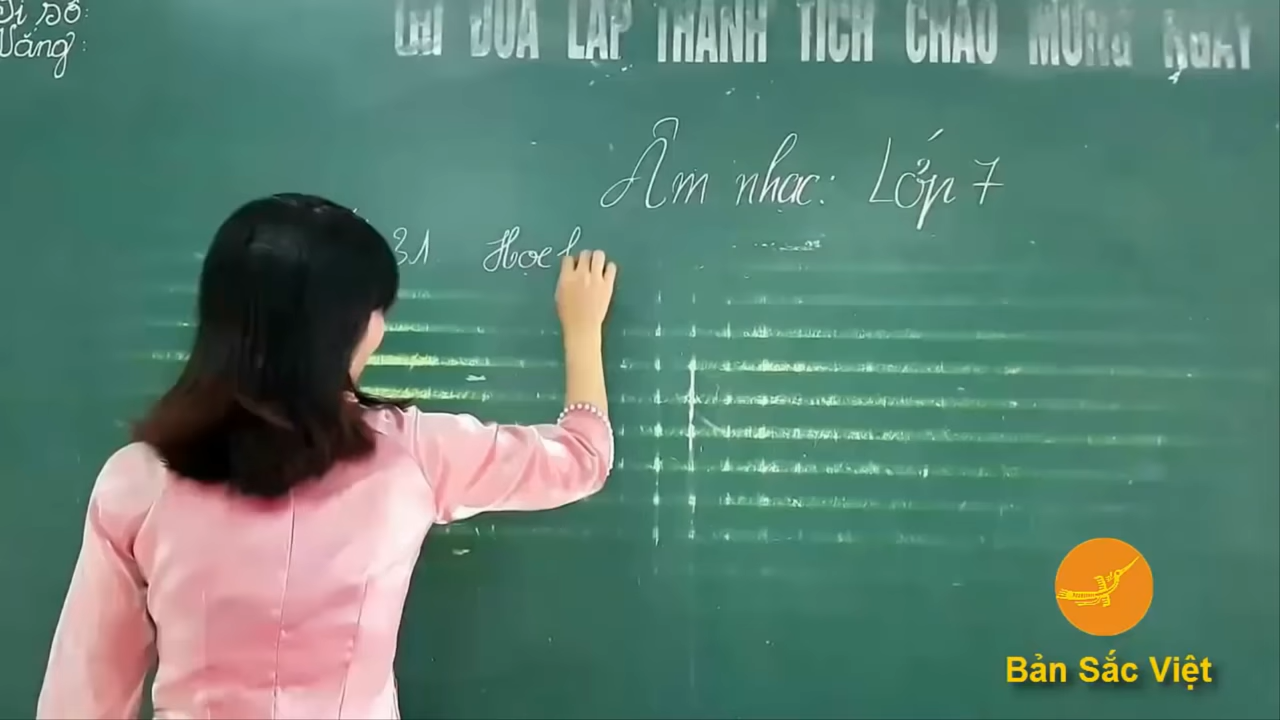 Sĩ số:
Vắng:
THI ĐUA LẬP THÀNH TÍCH CHÀO MỪNG NGÀY
Âm nhạc: Lớp 7
31 Học
Bản Sắc Việt